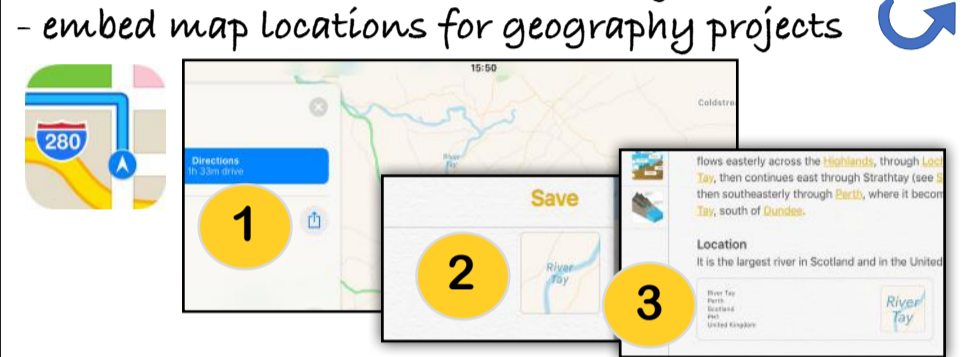 - embed map locations for geography projects
280
15:50
Coldstre
River
Tay
Directions
1h 33m drive
1
Save
2
River
Tay
flows easterly across the Highlands, through Loch
Tay, then continues east through Strathtay (see S
then southeasterly through Perth, where it becom
Tay, south of Dundee.
Location
It is the largest river in Scotland and in the United
3
River Tay
Perth
Scotland
PH1
United Kingdom
River
Tay